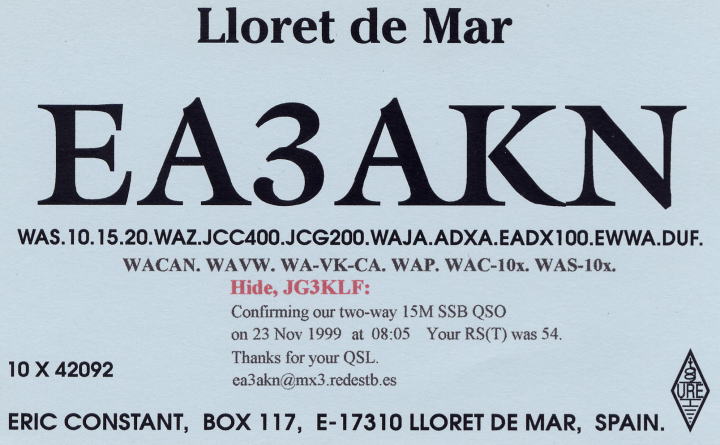 Lloret de Mar
EA3AKN
WAS.10.15.20.WAZ.JCC400.JCG200.WAJA.ADXA.EADX100.EWWA.DUF.
WACAN. WAVW. WA-VK-CA. WAP. WAC-10x. WAS-10x.
Hide, JG3KLF:
Confirming our two-way 15M SSB QSO
on 23 Nov 1999 at 08:05 Your RS(T) was 54.
Thanks for your QSL.
ea3akn@mx3.redestb.es
10 X 42092
URE
ERIC CONSTANT, BOX 117, E-17310 LLORET DE MAR, SPAIN.